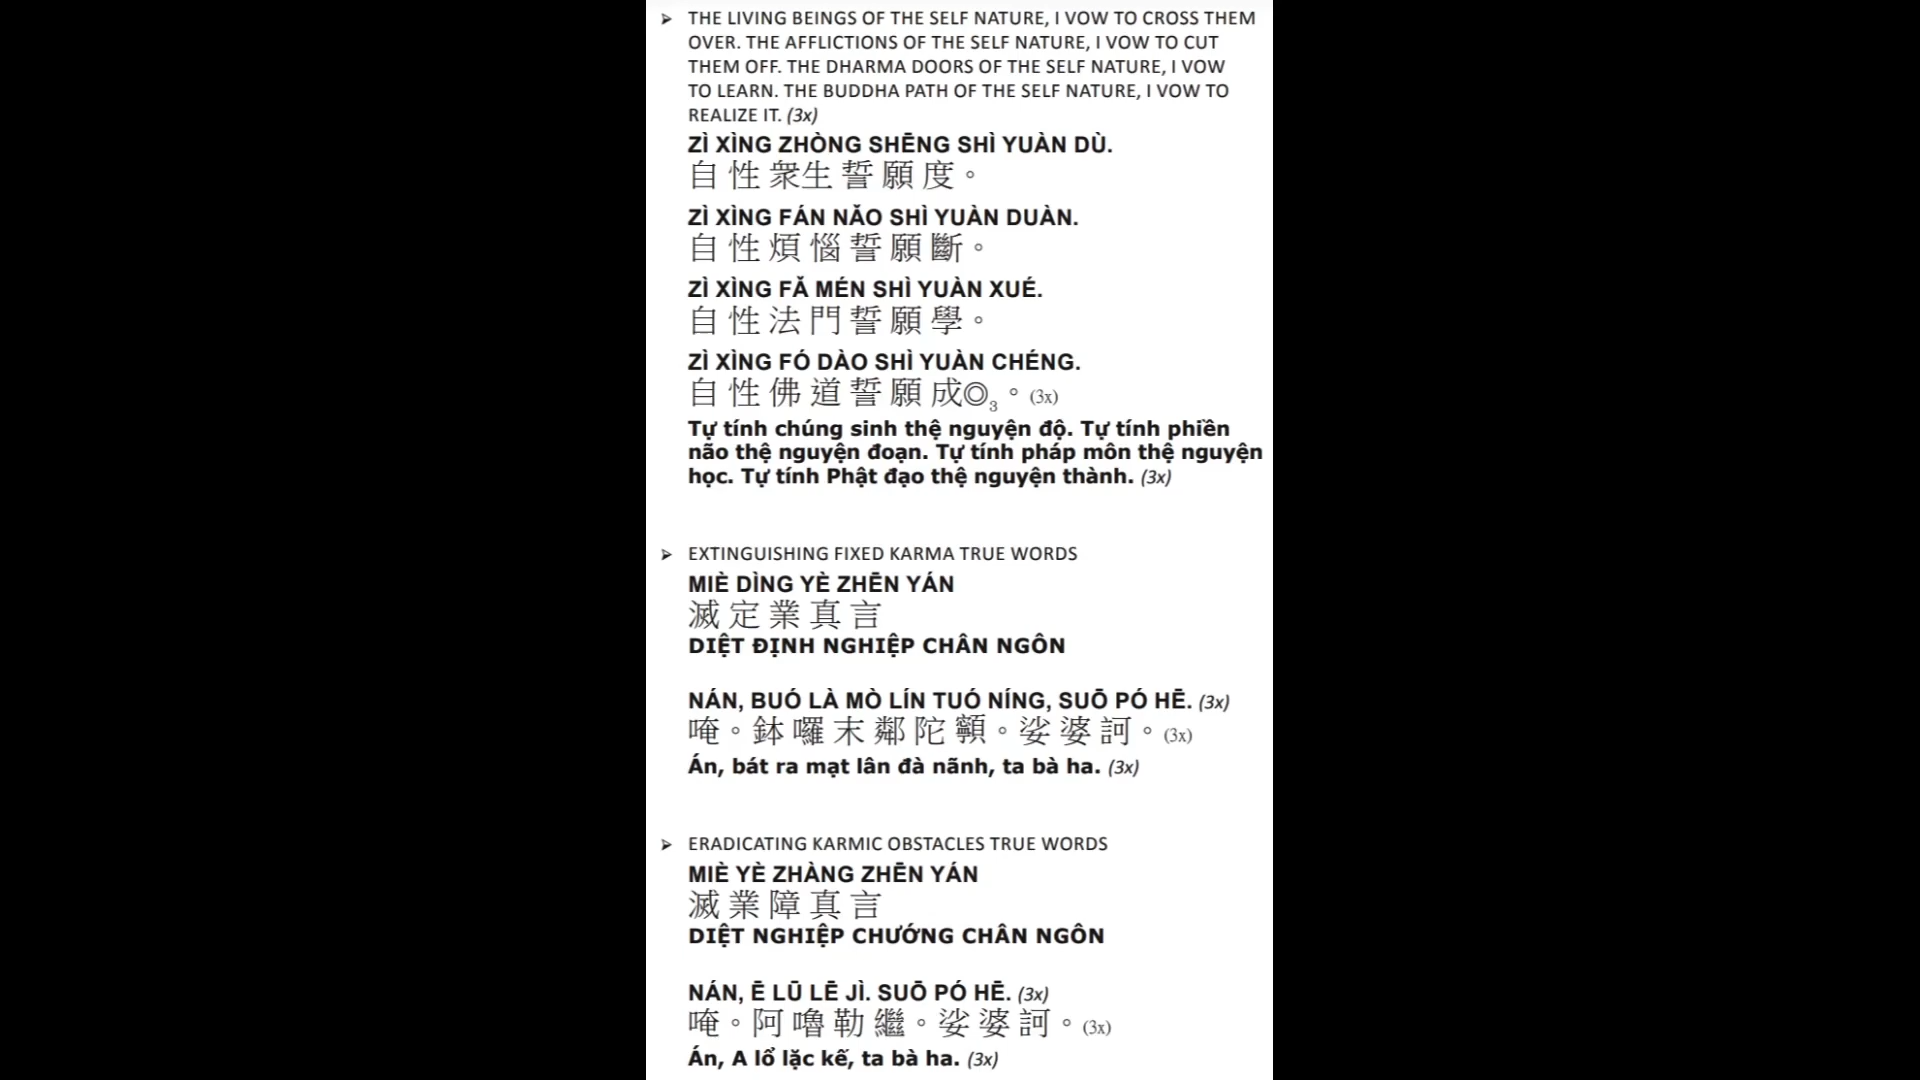 ➢ THE LIVING BEINGS OF THE SELF NATURE, I VOW TO CROSS THEM
OVER. THE AFFLICTIONS OF THE SELF NATURE, I VOW TO CUT
THEM OFF. THE DHARMA DOORS OF THE SELF NATURE, I VOW
TO LEARN. THE BUDDHA PATH OF THE SELF NATURE, I VOW TO
REALIZE IT. (3x)
ZÌ XÌNG ZHÒNG SHĒNG SHÌ YUÀN DÙ.
自 性 衆生 誓 願 度。
ZÌ XÌNG FÁN NǍO SHÌ YUÀN DUÀN.
自 性 煩 惱 誓 願 斷。
ZÌ XÌNG FǍ MÉN SHÌ YUÀN XUÉ.
自 性 法 門 誓 願 學。
ZÌ XÌNG FÓ DÀO SHÌ YUÀN CHÉNG.
自 性 佛 道 誓 願 成◎3。(3x)
Tự tính chúng sinh thệ nguyện độ. Tự tính phiền
não thệ nguyện đoạn. Tự tính pháp môn thệ nguyện
học. Tự tính Phật đạo thệ nguyện thành. (3x)
➢ EXTINGUISHING FIXED KARMA TRUE WORDS
MIÈ DÌNG YÈ ZHĒN YÁN
滅 定 業 真 言
DIỆT ĐỊNH NGHIỆP CHÂN NGÔN
NÁN, BUÓ LÀ MÒ LÍN TUÓ NÍNG, SUŌ PÓ HĒ. (3x)
唵。鉢 囉 末 鄰 陀 顊。娑 婆 訶。(3x)
Án, bát ra mạt lân đà nãnh, ta bà ha. (3x)
➢ ERADICATING KARMIC OBSTACLES TRUE WORDS
MIÈ YÈ ZHÀNG ZHĒN YÁN
滅 業 障 真 言
DIỆT NGHIỆP CHƯỚNG CHÂN NGÔN
NÁN, Ē LŪ LĒ JÌ. SUŌ PÓ HĒ. (3x)
唵。阿 嚕 勒 繼。娑 婆 訶。(3x)
Án, A lổ lặc kế, ta bà ha. (3x)